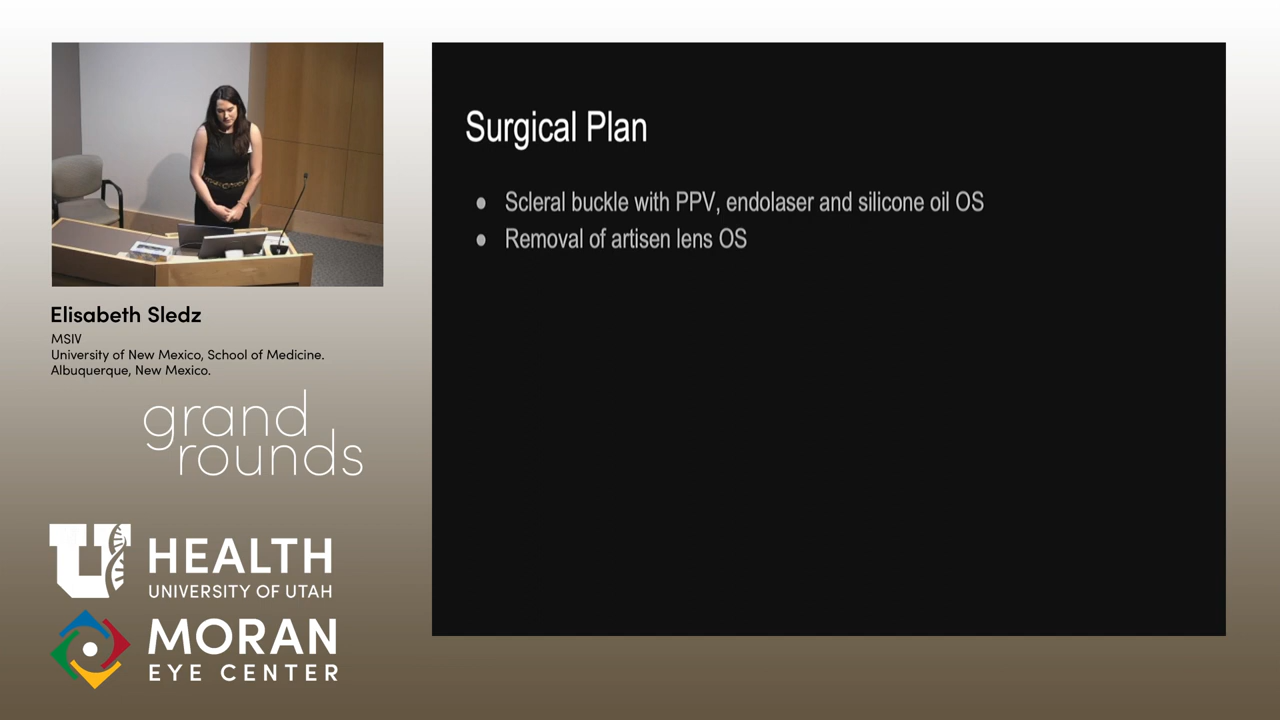 Surgical Plan
● Scleral buckle with PPV, endolaser and silicone oil OS
● Removal of artisen lens OS
Elisabeth Sledz
MSIV
University of New Mexico, School of Medicine.
Albuquerque, New Mexico.
grand
rounds
U HEALTH
UNIVERSITY OF UTAH
MORAN
EYE CENTER